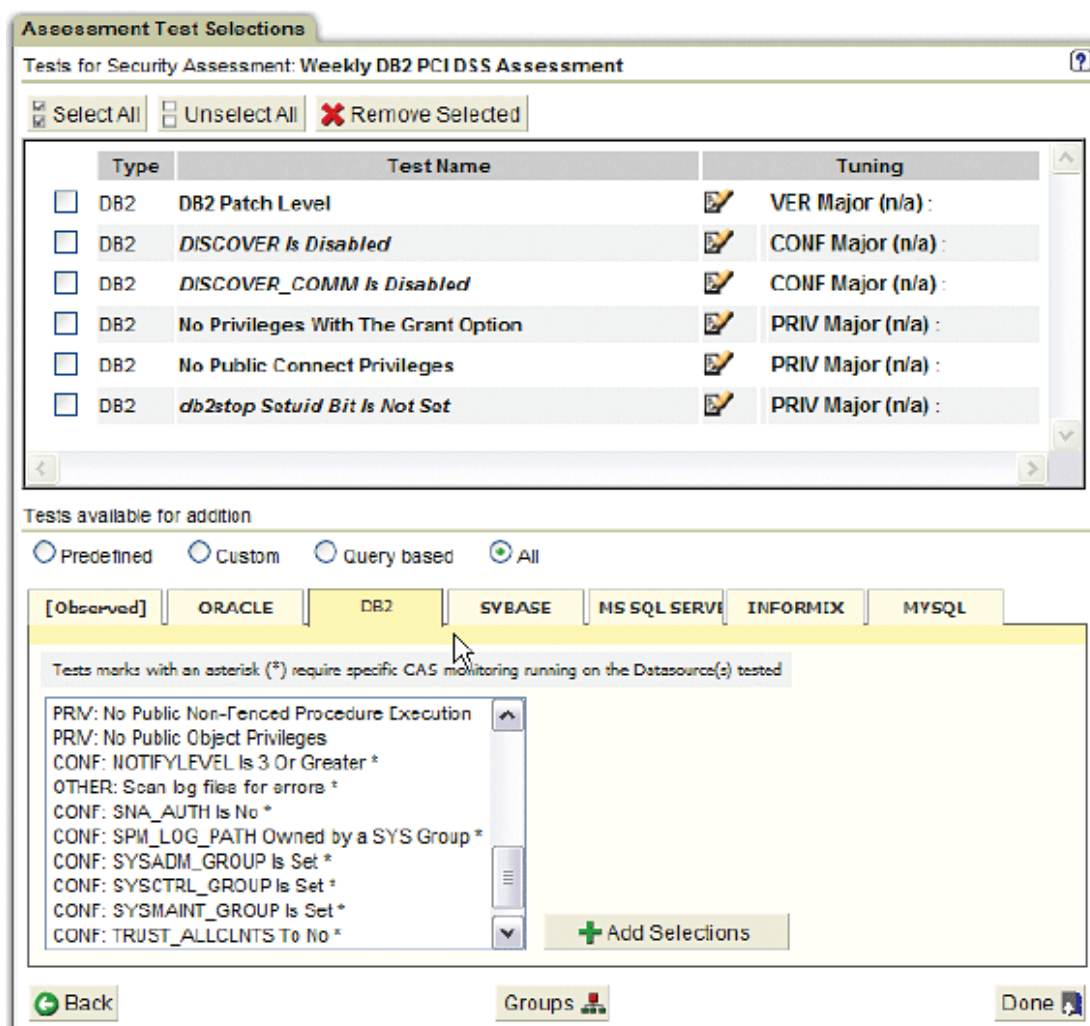 Assessment Test Selections
Tests for Security Assessment: Weekly DB2 PCI DSS Assessment
?
Select All Unselect All Remove Selected
Type Test Name Tuning
DB2 DB2 Patch Level VER Major (n/a) :
DB2 DISCOVER Is Disabled CONF Major (n/a) :
DB2 DISCOVER_COMM Is Disabled CONF Major (n/a) :
DB2 No Privileges With The Grant Option PRIV Major (n/a) :
DB2 No Public Connect Privileges PRIV Major (n/a) :
DB2 db2stop Setuid Bit Is Not Set PRIV Major (n/a) :
Tests available for addition
Predefined Custom Query based All
[Observed] ORACLE DB2 SYBASE MS SQL SERVE INFORMIX MYSQL
Tests marks with an asterisk (*) require specific CAS monitoring running on the Datasource(s) tested
PRIV: No Public Non-Fenced Procedure Execution
PRIV: No Public Object Privileges
CONF: NOTIFYLEVEL Is 3 Or Greater *
OTHER: Scan log files for errors *
CONF: SNA_AUTH Is No *
CONF: SPM_LOG_PATH Owned by a SYS Group *
CONF: SYSADM_GROUP Is Set *
CONF: SYSCTRL_GROUP Is Set *
CONF: SYSMAINT_GROUP Is Set *
CONF: TRUST_ALLCLNTS To No *
Add Selections
Back Groups Done